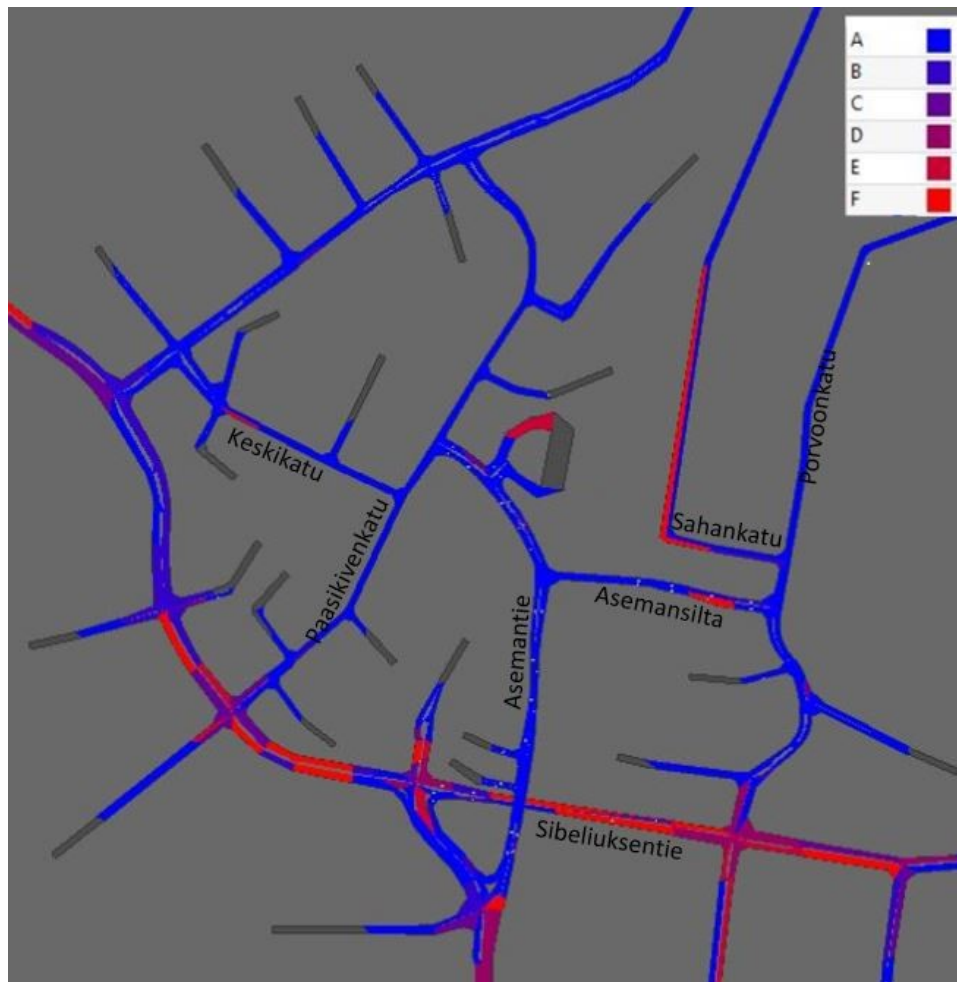 A
B
C
D
E
F
Keskikatu
Paasikivenkatu
Asemantie
Asemansilta
Sahankatu
Porvoonkatu
Sibeliuksentie